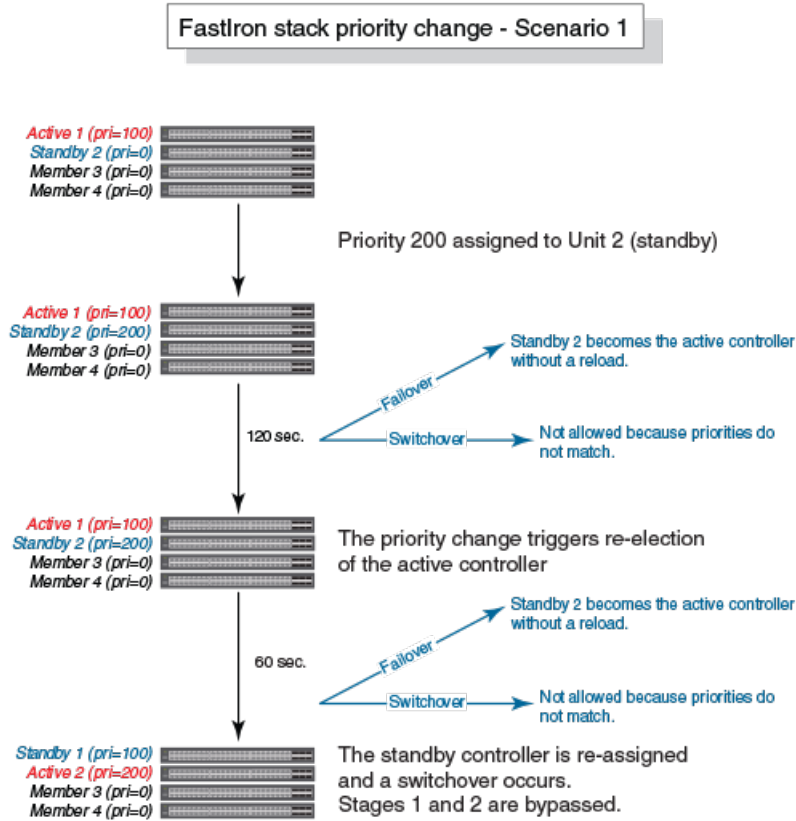 FastIron stack priority change - Scenario 1
Active 1 (pri=100)
Standby 2 (pri=0)
Member 3 (pri=0)
Member 4 (pri=0)
Priority 200 assigned to Unit 2 (standby)
Active 1 (pri=100)
Standby 2 (pri=200)
Member 3 (pri=0)
Member 4 (pri=0)
Standby 2 becomes the active controller
without a reload.
Failover
120 sec.
Switchover
Not allowed because priorities do
not match.
Active 1 (pri=100)
Standby 2 (pri=200)
Member 3 (pri=0)
Member 4 (pri=0)
The priority change triggers re-election
of the active controller
Standby 2 becomes the active controller
without a reload.
Failover
60 sec.
Switchover
Not allowed because priorities do
not match.
Standby 1 (pri=100)
Active 2 (pri=200)
Member 3 (pri=0)
Member 4 (pri=0)
The standby controller is re-assigned
and a switchover occurs.
Stages 1 and 2 are bypassed.